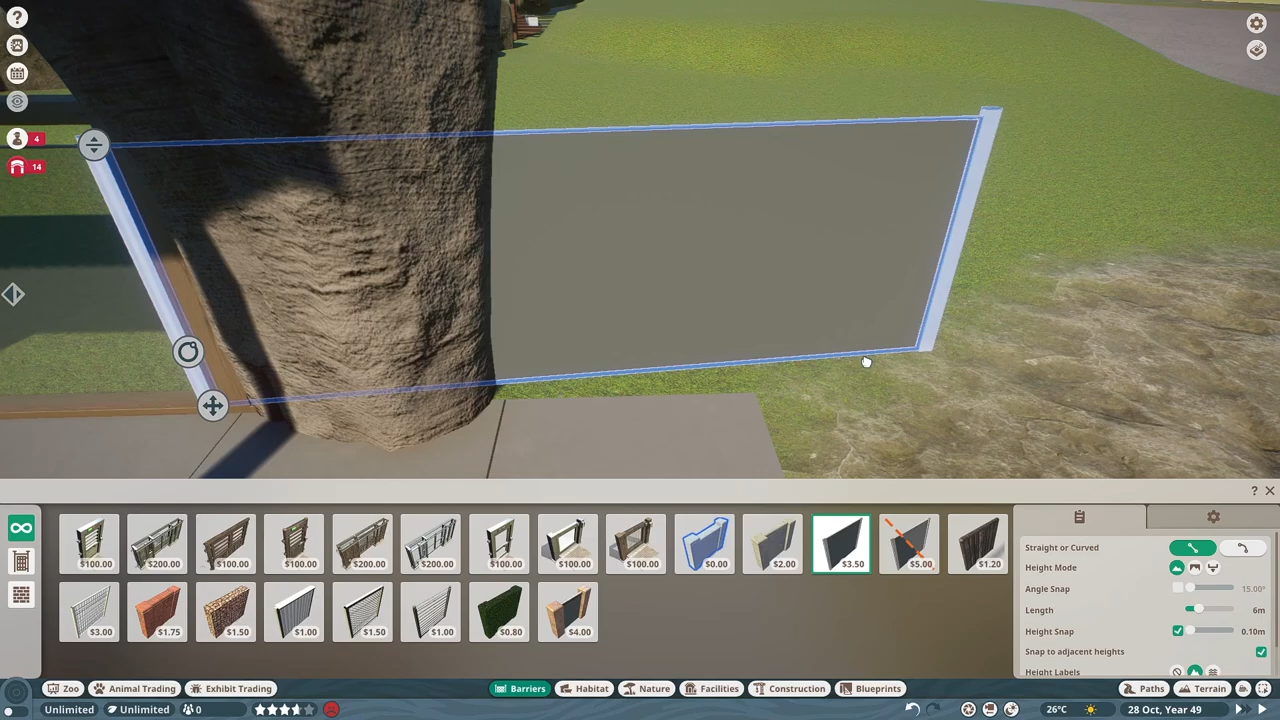 ?
4
14
? ×
$100.00 $200.00 $100.00 $100.00 $200.00 $200.00 $100.00 $100.00 $100.00 $0.00 $2.00 $3.50 $5.00 $1.20
$3.00 $1.75 $1.50 $1.00 $1.50 $1.00 $0.80 $4.00
Straight or Curved
Height Mode
Angle Snap 15.00°
Length 6m
Height Snap 0.10m
Snap to adjacent heights
Height Labels
Zoo Animal Trading Exhibit Trading Barriers Habitat Nature Facilities Construction Blueprints Paths Terrain
Unlimited Unlimited 0 26°C 28 Oct, Year 49